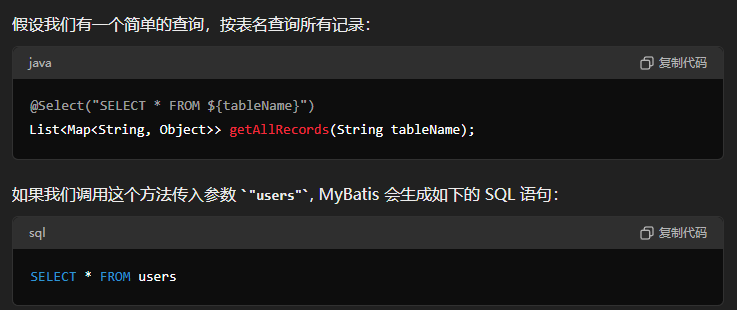 假设我们有一个简单的查询，按表名查询所有记录：
java
复制代码
@Select("SELECT * FROM ${tableName}")
List<Map<String, Object>> getAllRecords(String tableName);
如果我们调用这个方法传入参数 `"users"`, MyBatis 会生成如下的 SQL 语句：
sql
复制代码
SELECT * FROM users